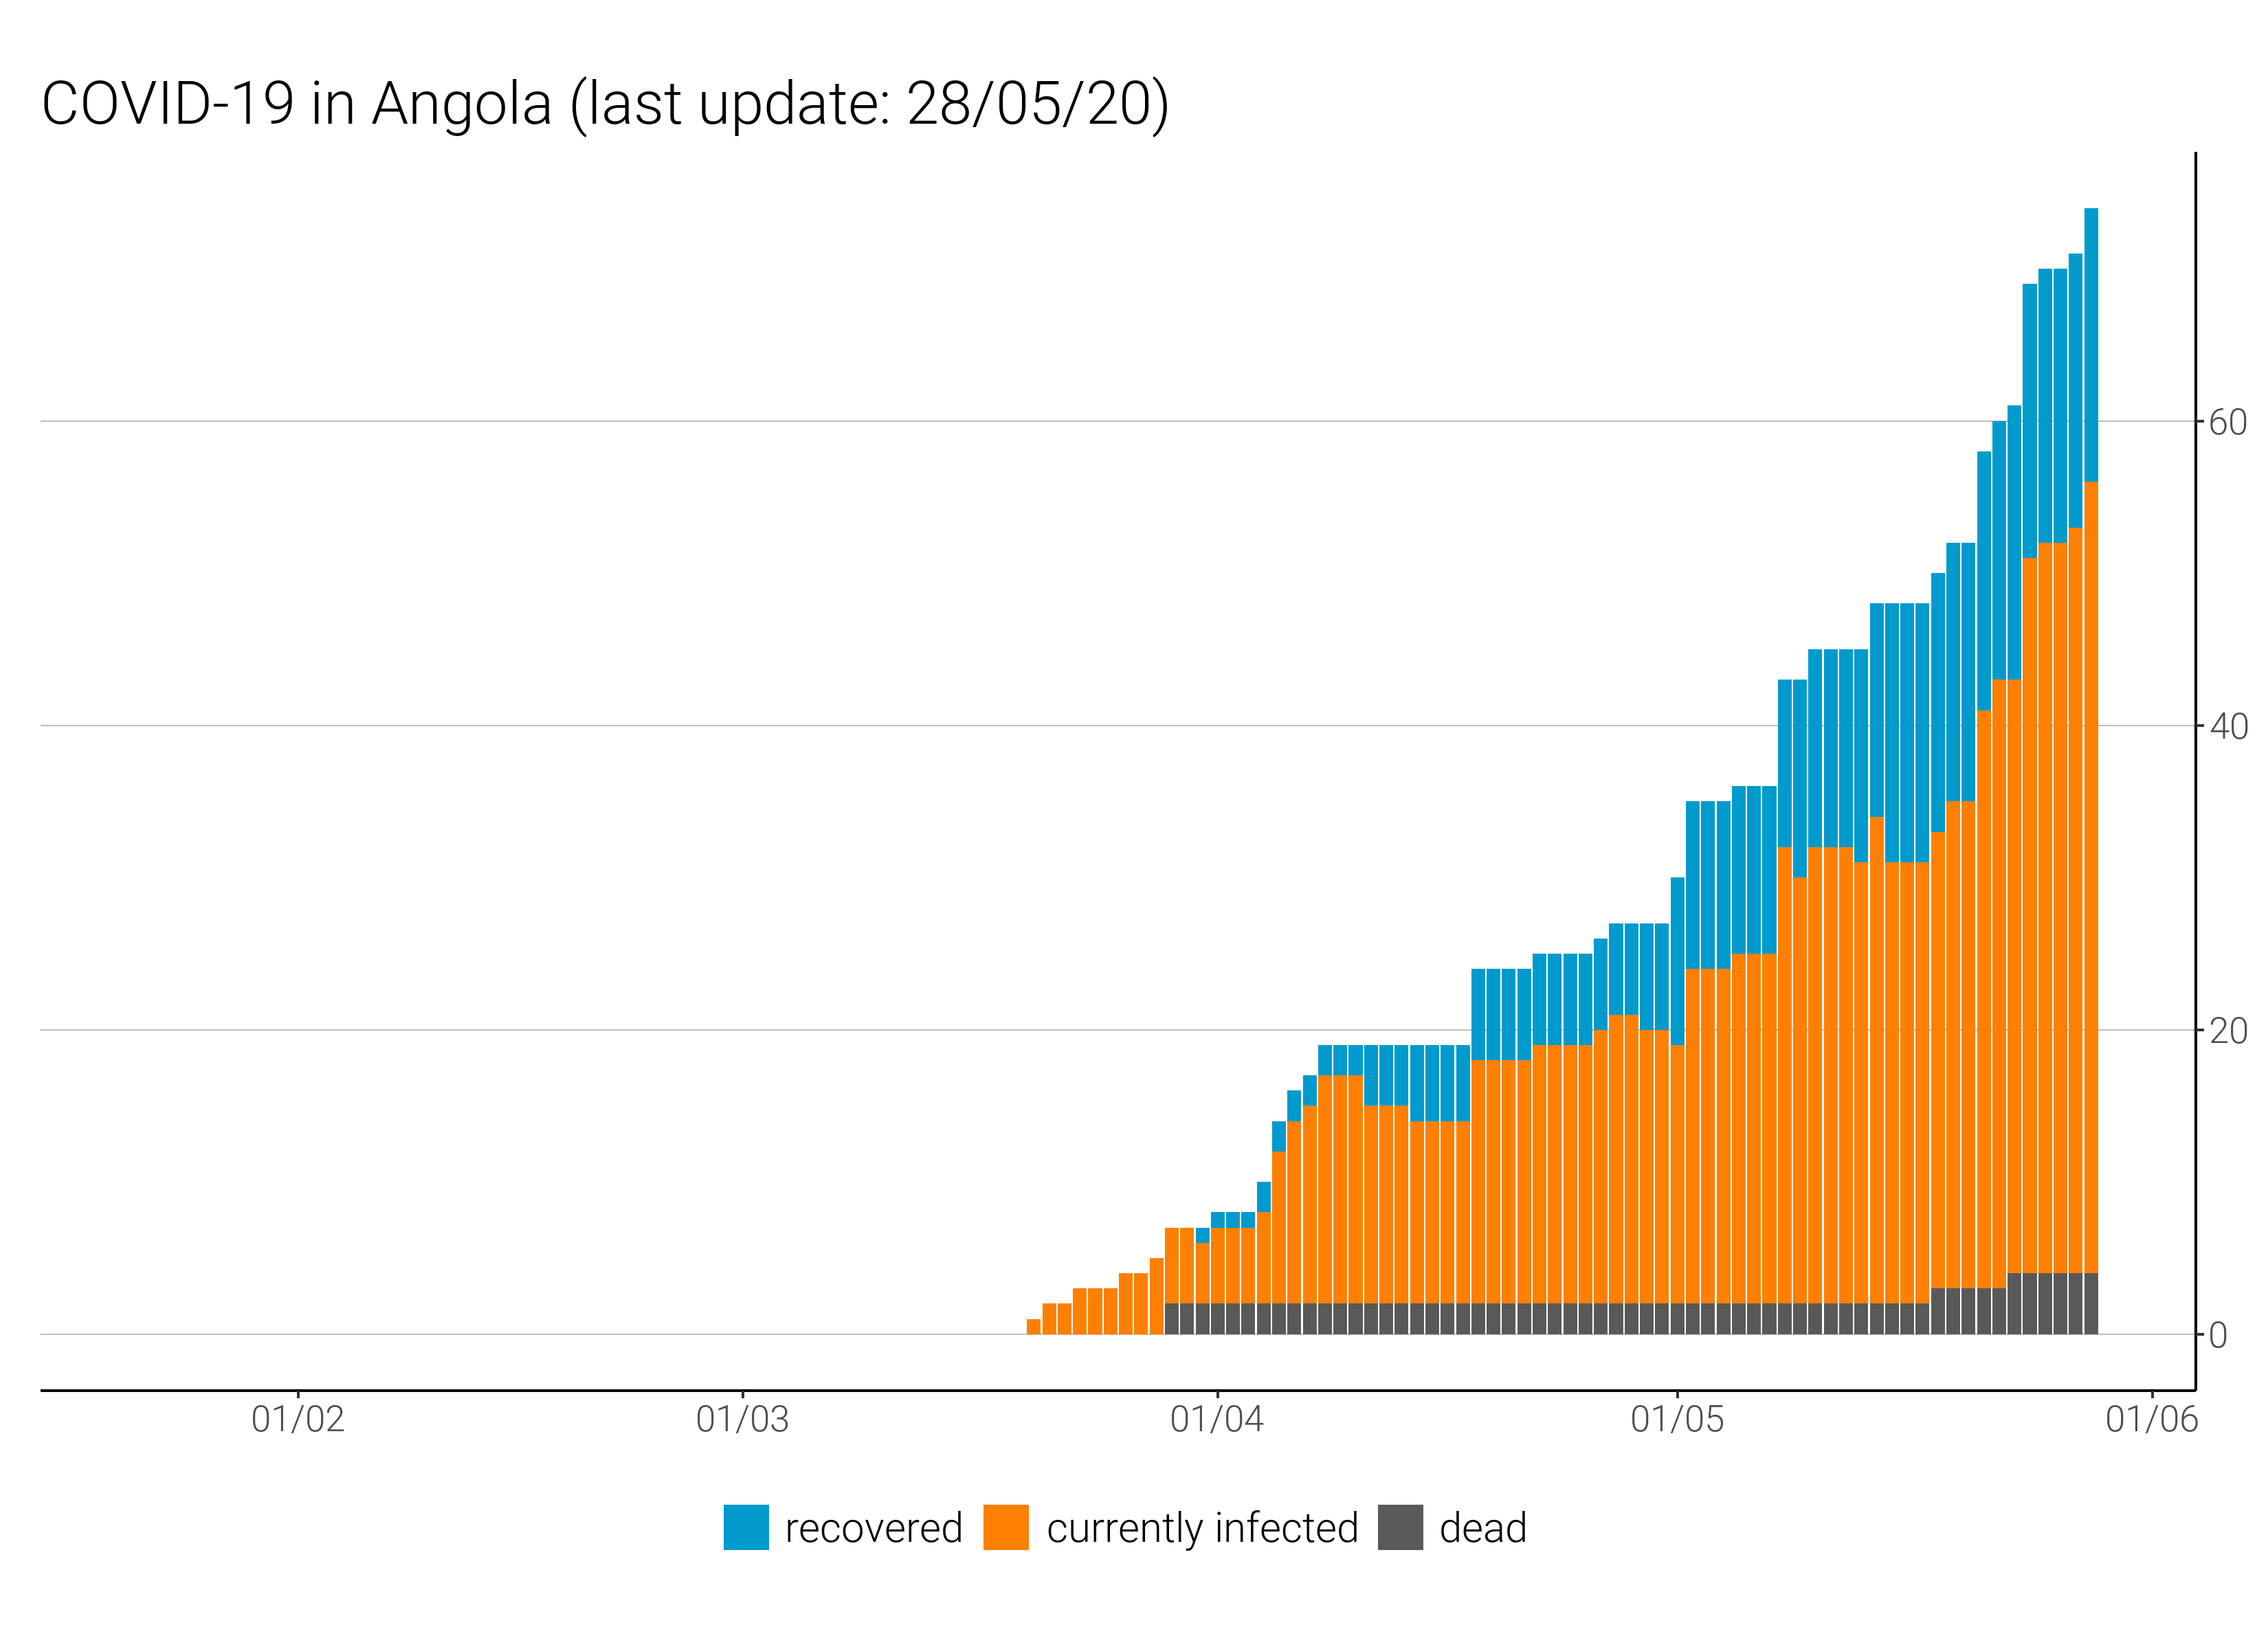 COVID-19 in Angola (last update: 28/05/20)
60
40
20
0
01/02 01/03 01/04 01/05 01/06
recovered currently infected dead